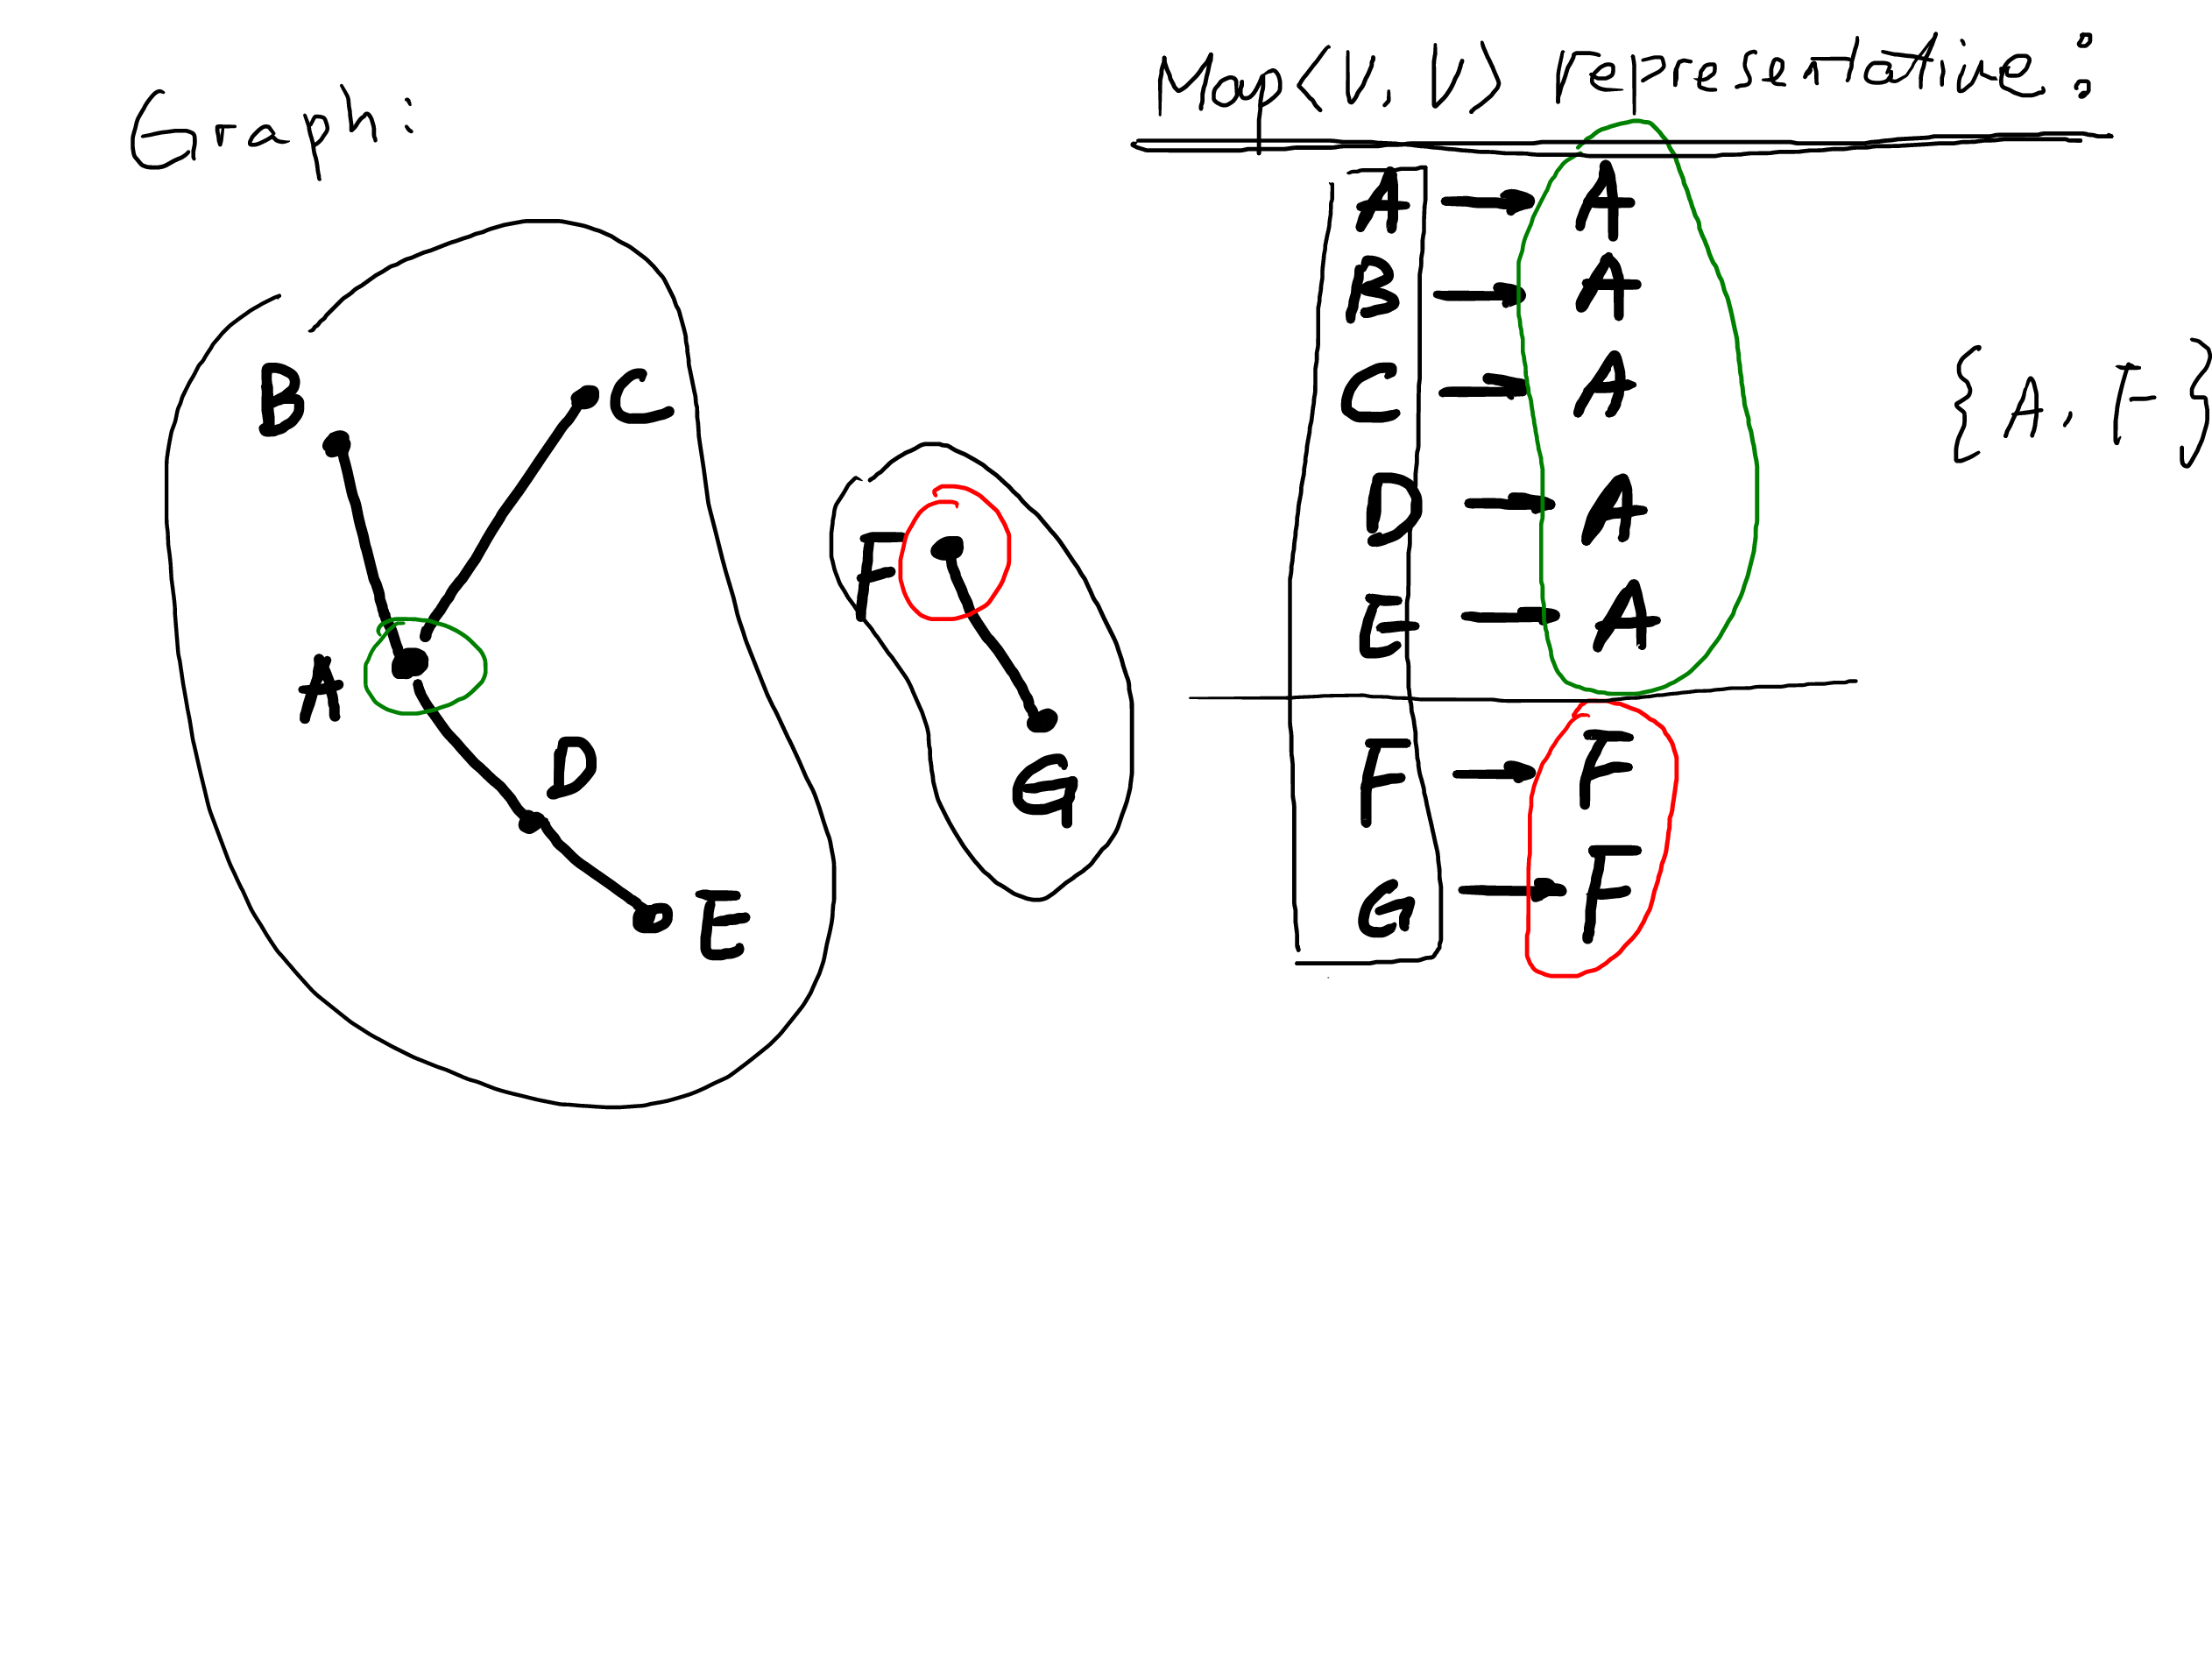 Graph:
B
C
A
D
E
F
G
Map<V, V> representative:
A → A
B → A
C → A
D → A
E → A
F → F
G → F
{A, F}